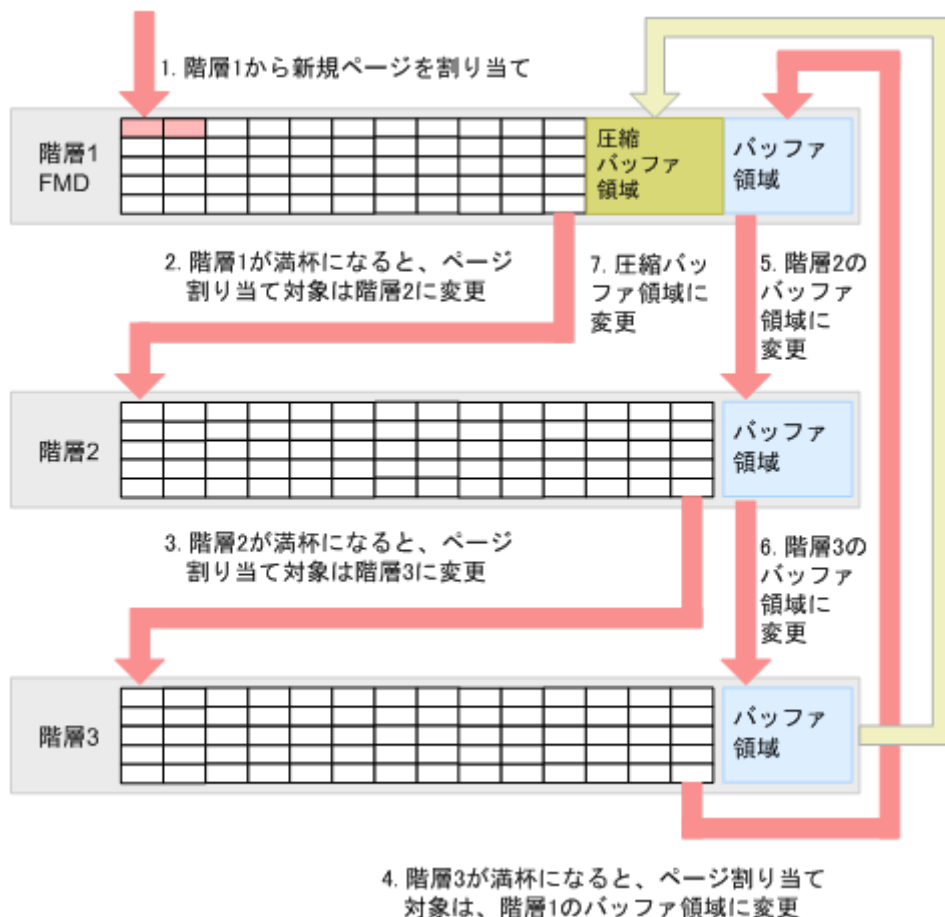 1. 階層1から新規ページを割り当て
階層1
FMD
圧縮
バッファ
領域
バッファ
領域
2. 階層1が満杯になると、ページ
割り当て対象は階層2に変更
7. 圧縮バッ
ファ領域に
変更
5. 階層2の
バッファ
領域に
変更
階層2
バッファ
領域
3. 階層2が満杯になると、ページ
割り当て対象は階層3に変更
6. 階層3の
バッファ
領域に
変更
階層3
バッファ
領域
4. 階層3が満杯になると、ページ割り当て
対象は、階層1のバッファ領域に変更